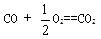 CO + 1/2 O₂==CO₂